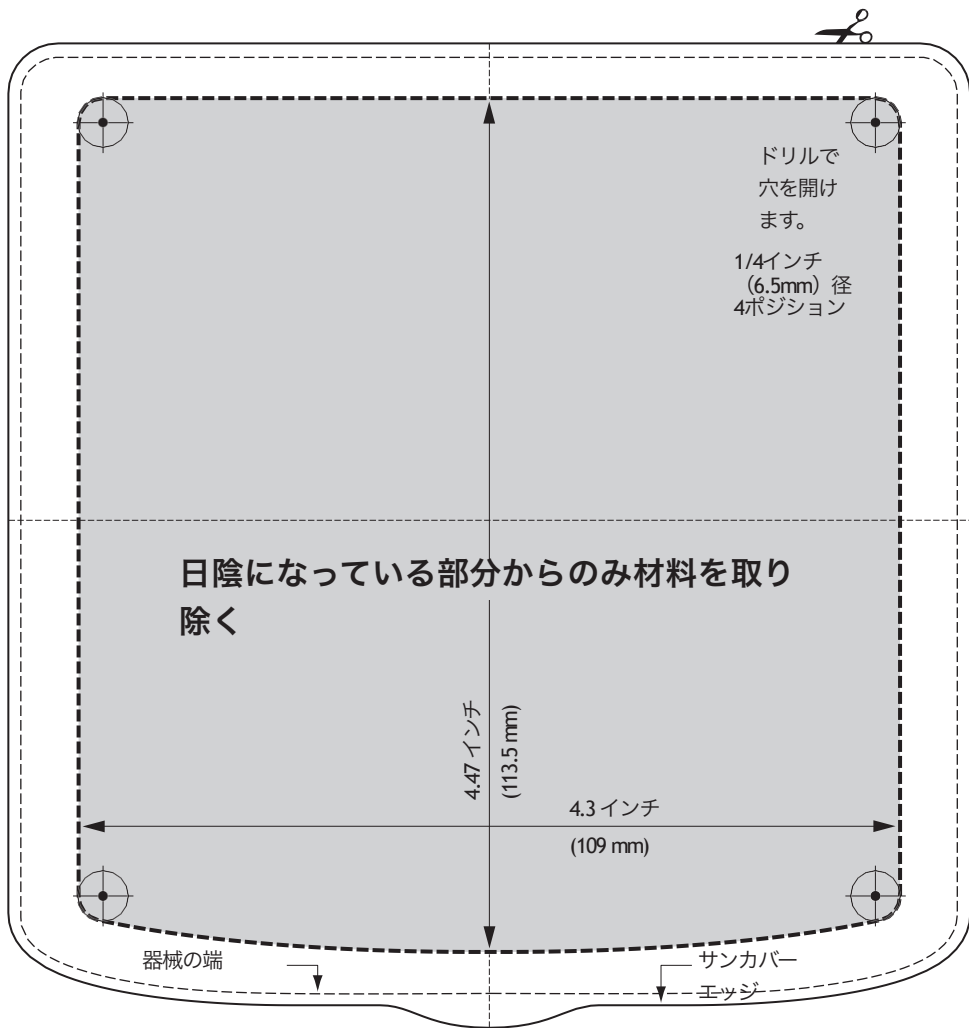 ドリルで
穴を開け
ます。
1/4インチ
（6.5mm）径
4ポジション
日陰になっている部分からのみ材料を取り
除く
4.47 インチ
(113.5 mm)
4.3 インチ
(109 mm)
器械の端
サンカバー
エッジ